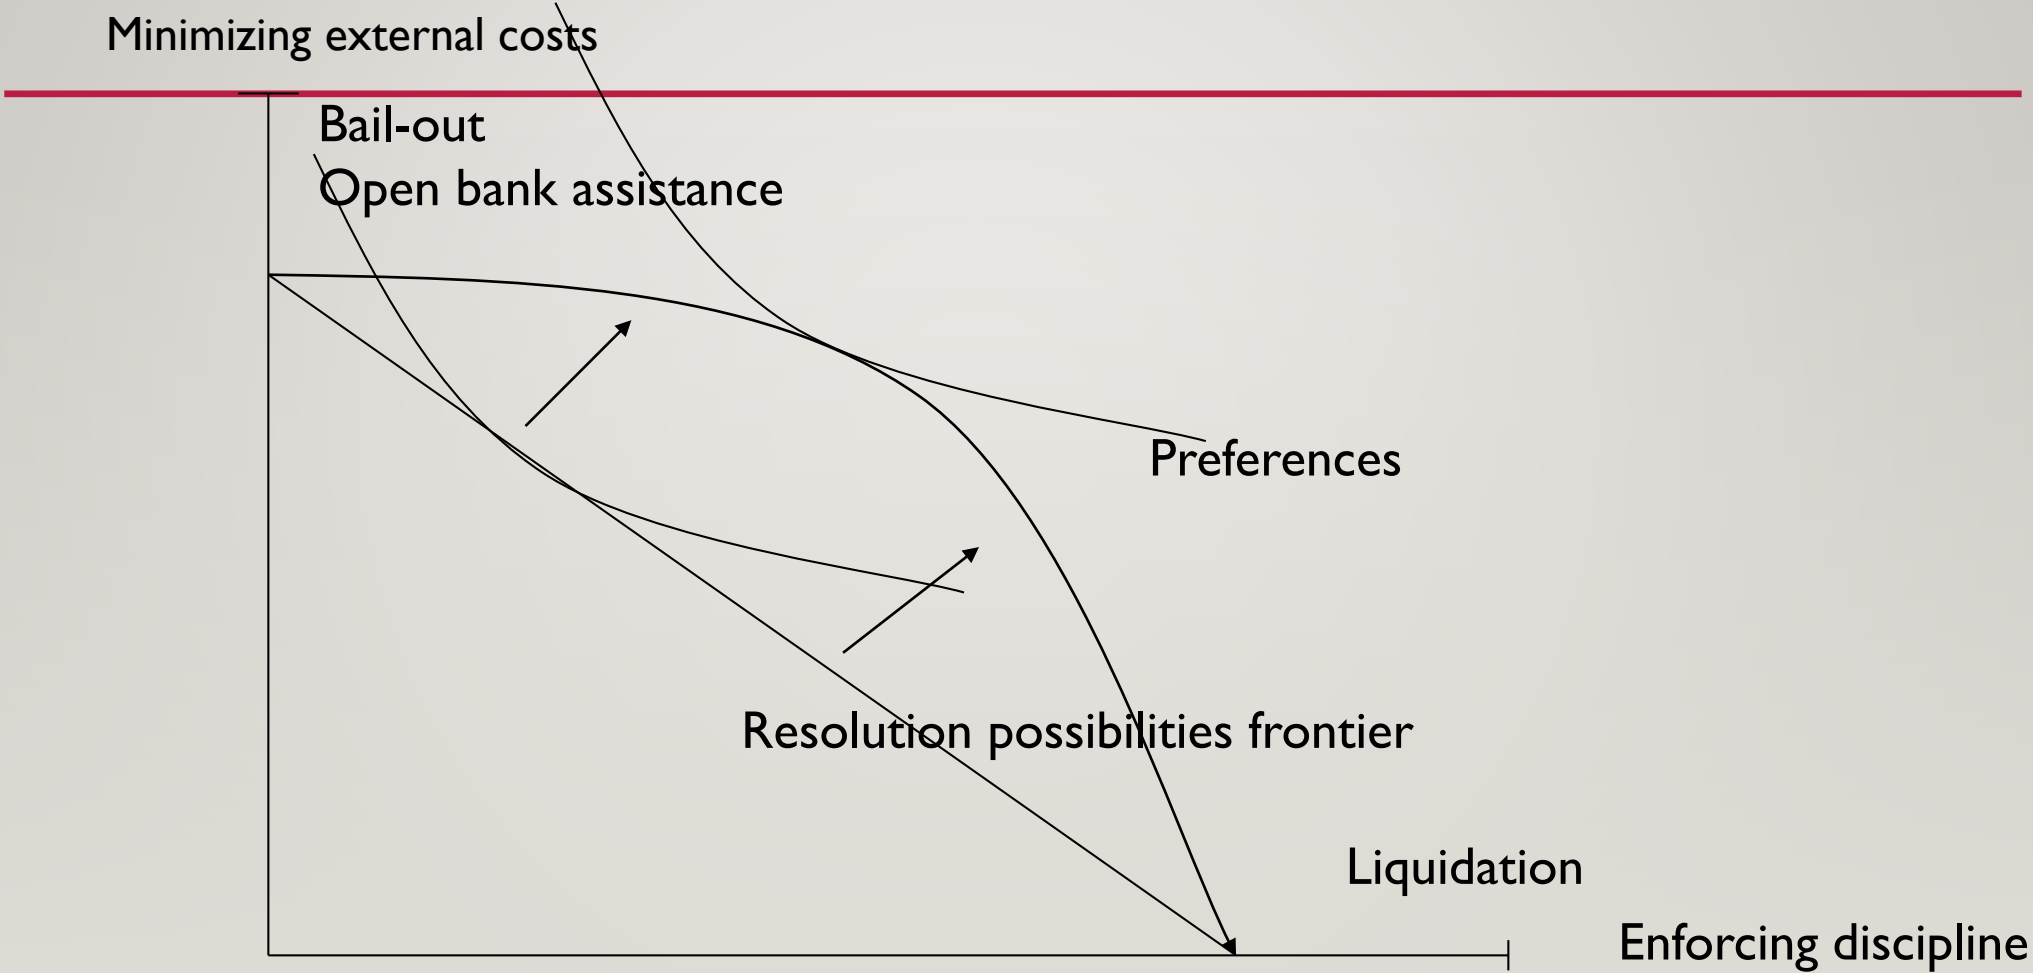 Minimizing external costs
Bail-out
Open bank assistance
Preferences
Resolution possibilities frontier
Liquidation
Enforcing discipline